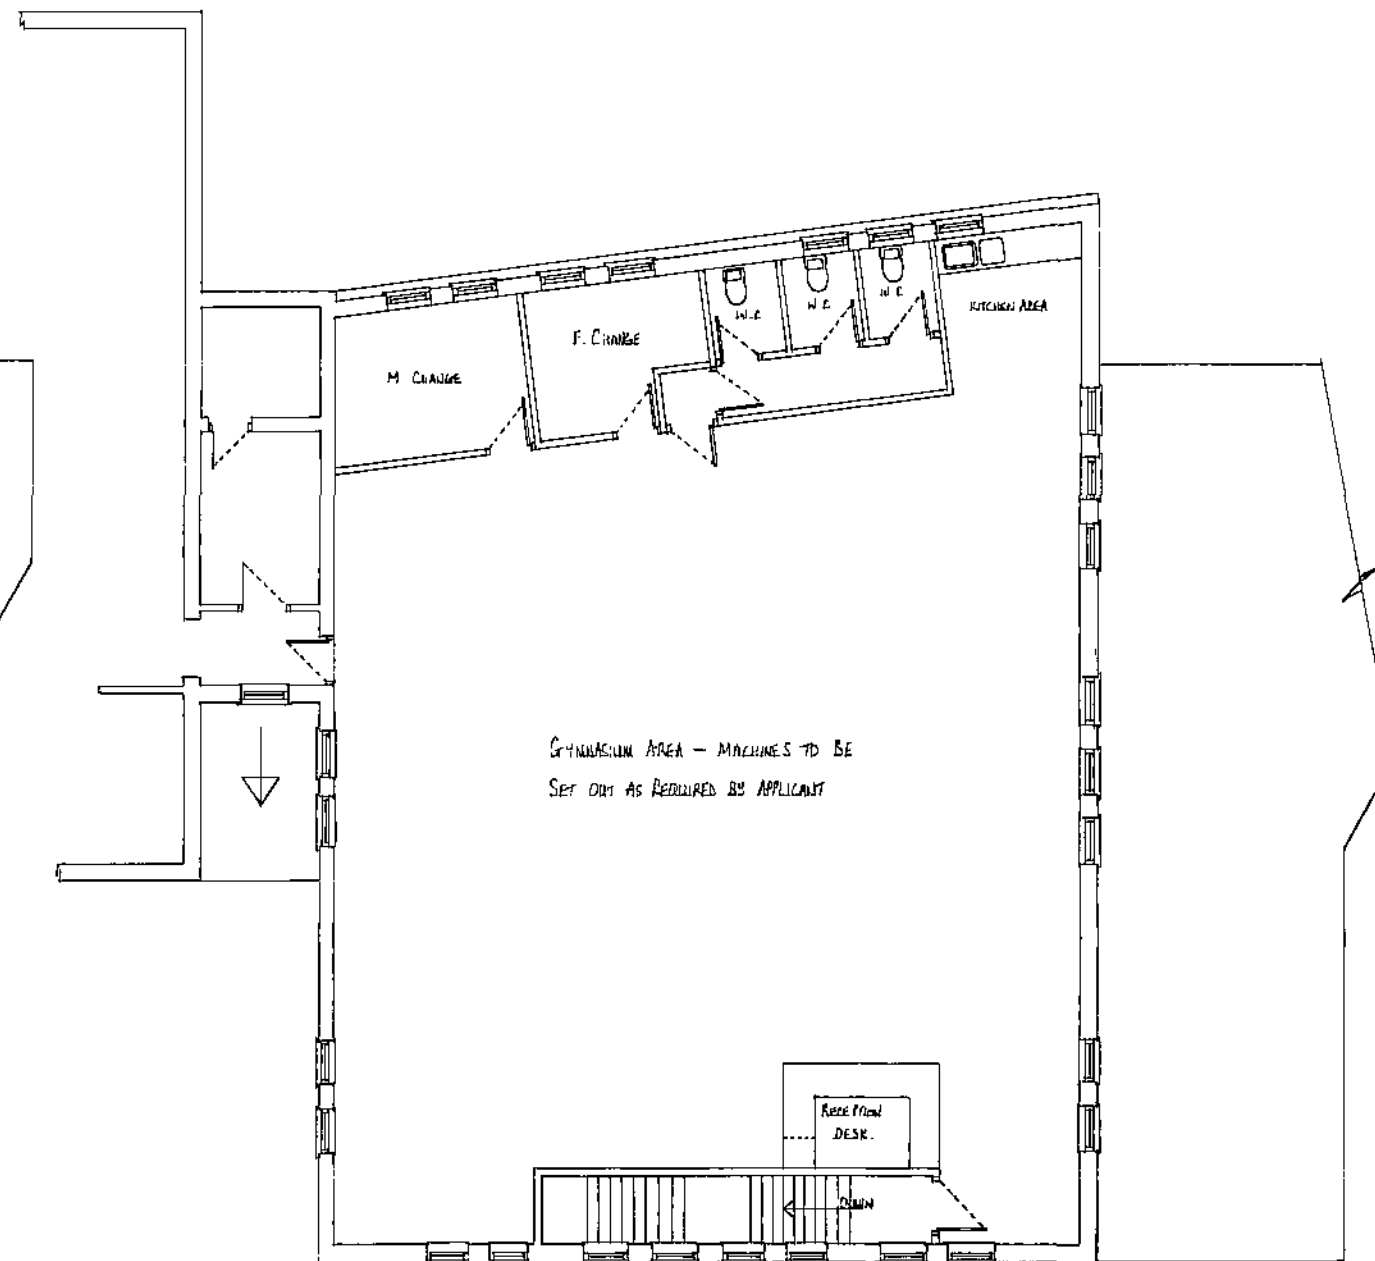 W.C
W.C
W.C
KITCHEN AREA
F. CHANGE
M CHANGE
GYMNASIUM AREA – MACHINES TO BE
SET OUT AS REQUIRED BY APPLICANT
RECEPTION
DESK.
DOWN